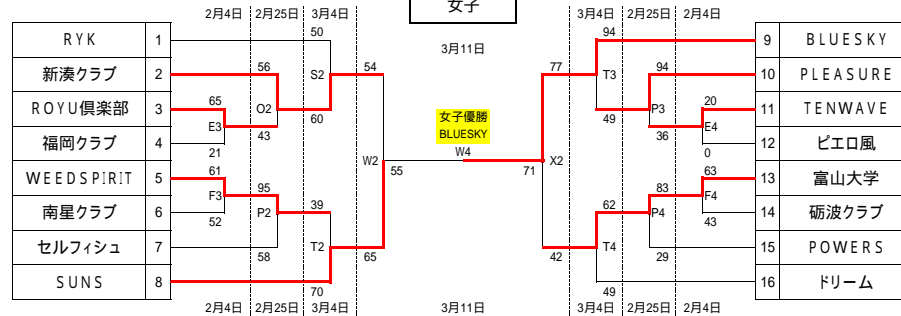 女子
2月4日 2月25日 3月4日 3月4日 2月25日 2月4日
3月11日
RYK 1 50 94 9 BLUESKY
新湊クラブ 2 56 S2 54 77 T3 94 10 PLEASURE
ROYU倶楽部 3 65 O2 60 49 P3 20 11 TENWAVE
E3 43 36 E4
福岡クラブ 4 21 0 12 ピエロ風
女子優勝
BLUESKY
W4
W2 55 71 X2
WEEDSPIRIT 5 61 63 13 富山大学
F3 95 83 F4
南星クラブ 6 52 P2 39 62 P4 43 14 砺波クラブ
セルフィシュ 7 58 T2 65 42 T4 29 15 POWERS
SUNS 8 70 49 16 ドリーム
2月4日 2月25日 3月4日 3月11日 3月4日 2月25日 2月4日